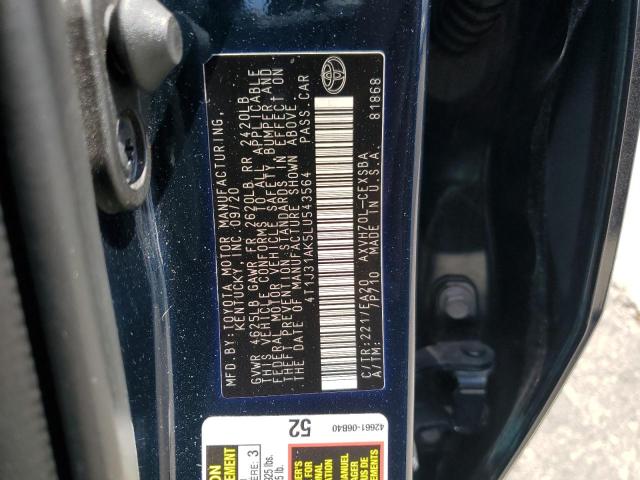 MFD.BY:TOYOTA MOTOR MANUFACTURING,
KENTUCKY INC.09/20
GVWR 4625LB GAWR FR 2620LB RR 2420LB
THIS VEHICLE CONFORMS TO ALL APPLICABLE
FEDERAL MOTOR VEHICLE SAFETY, BUMPER AND
THEFT PREVENTION STANDARDS IN EFFECT ON
THE DATE OF MANUFACTURE SHOWN ABOVE.
4T1J31AK5LU543564 PASS.CAR
C/TR:221/EA20 AXVH70L-CEXSBA
A/TM: 7P710 MADE IN U.S.A. 81868
52
42661-06B40